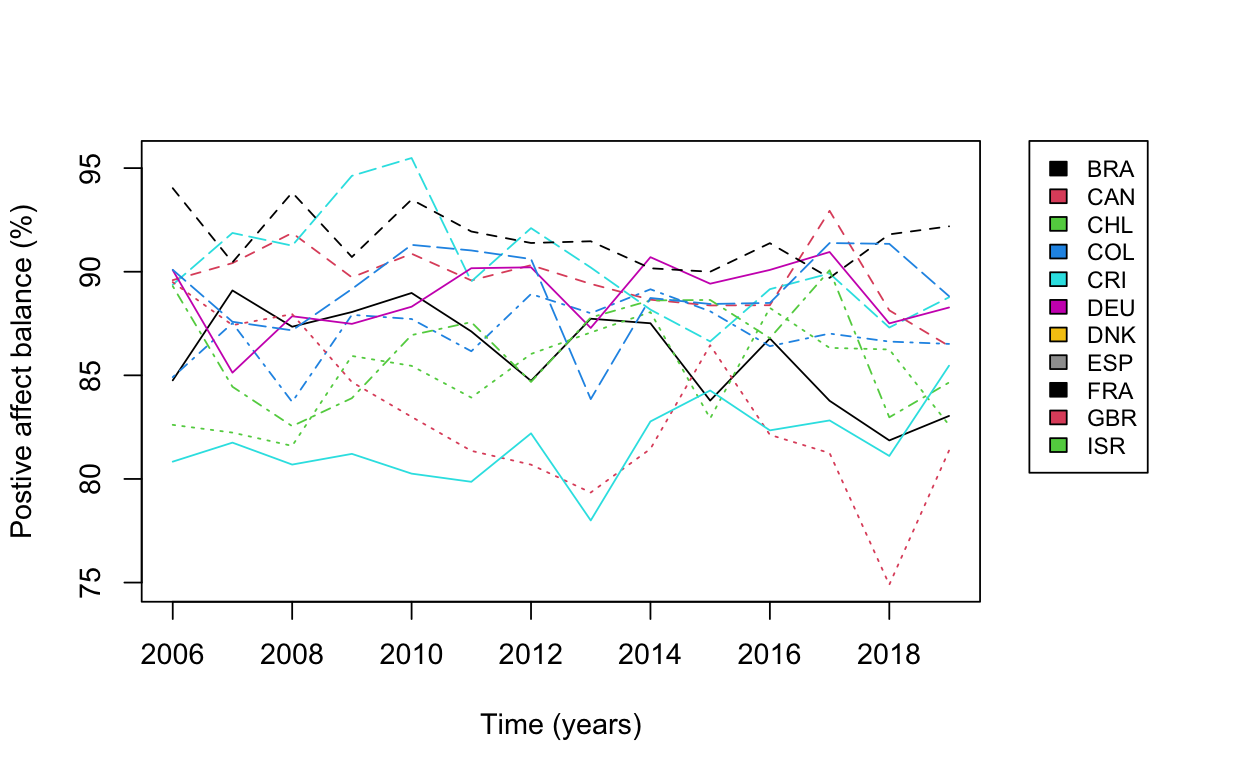 Postive affect balance (%)
95
90
85
80
75
2006 2008 2010 2012 2014 2016 2018
Time (years)
BRA
CAN
CHL
COL
CRI
DEU
DNK
ESP
FRA
GBR
ISR